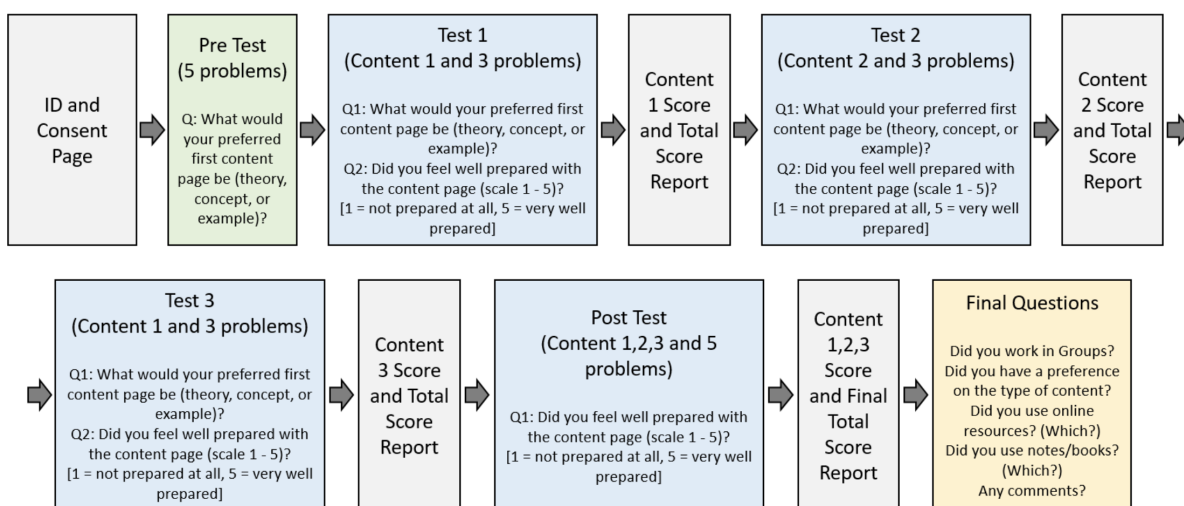 ID and
Consent
Page
Pre Test
(5 problems)
Q: What would
your preferred
first content
page be (theory,
concept, or
example)?
Test 1
(Content 1 and 3 problems)
Q1: What would your preferred first
content page be (theory, concept, or
example)?
Q2: Did you feel well prepared with
the content page (scale 1 - 5)?
[1 = not prepared at all, 5 = very well
prepared]
Content
1 Score
and Total
Score
Report
Test 2
(Content 2 and 3 problems)
Q1: What would your preferred first
content page be (theory, concept, or
example)?
Q2: Did you feel well prepared with
the content page (scale 1 - 5)?
[1 = not prepared at all, 5 = very well
prepared]
Content
2 Score
and Total
Score
Report
Test 3
(Content 1 and 3 problems)
Q1: What would your preferred first
content page be (theory, concept, or
example)?
Q2: Did you feel well prepared with
the content page (scale 1 - 5)?
[1 = not prepared at all, 5 = very well
prepared]
Content
3 Score
and Total
Score
Report
Post Test
(Content 1,2,3 and 5
problems)
Q1: Did you feel well prepared with
the content page (scale 1 - 5)?
[1 = not prepared at all, 5 = very well
prepared]
Content
1,2,3
Score
and Final
Total
Score
Report
Final Questions
Did you work in Groups?
Did you have a preference
on the type of content?
Did you use online
resources? (Which?)
Did you use notes/books?
(Which?)
Any comments?